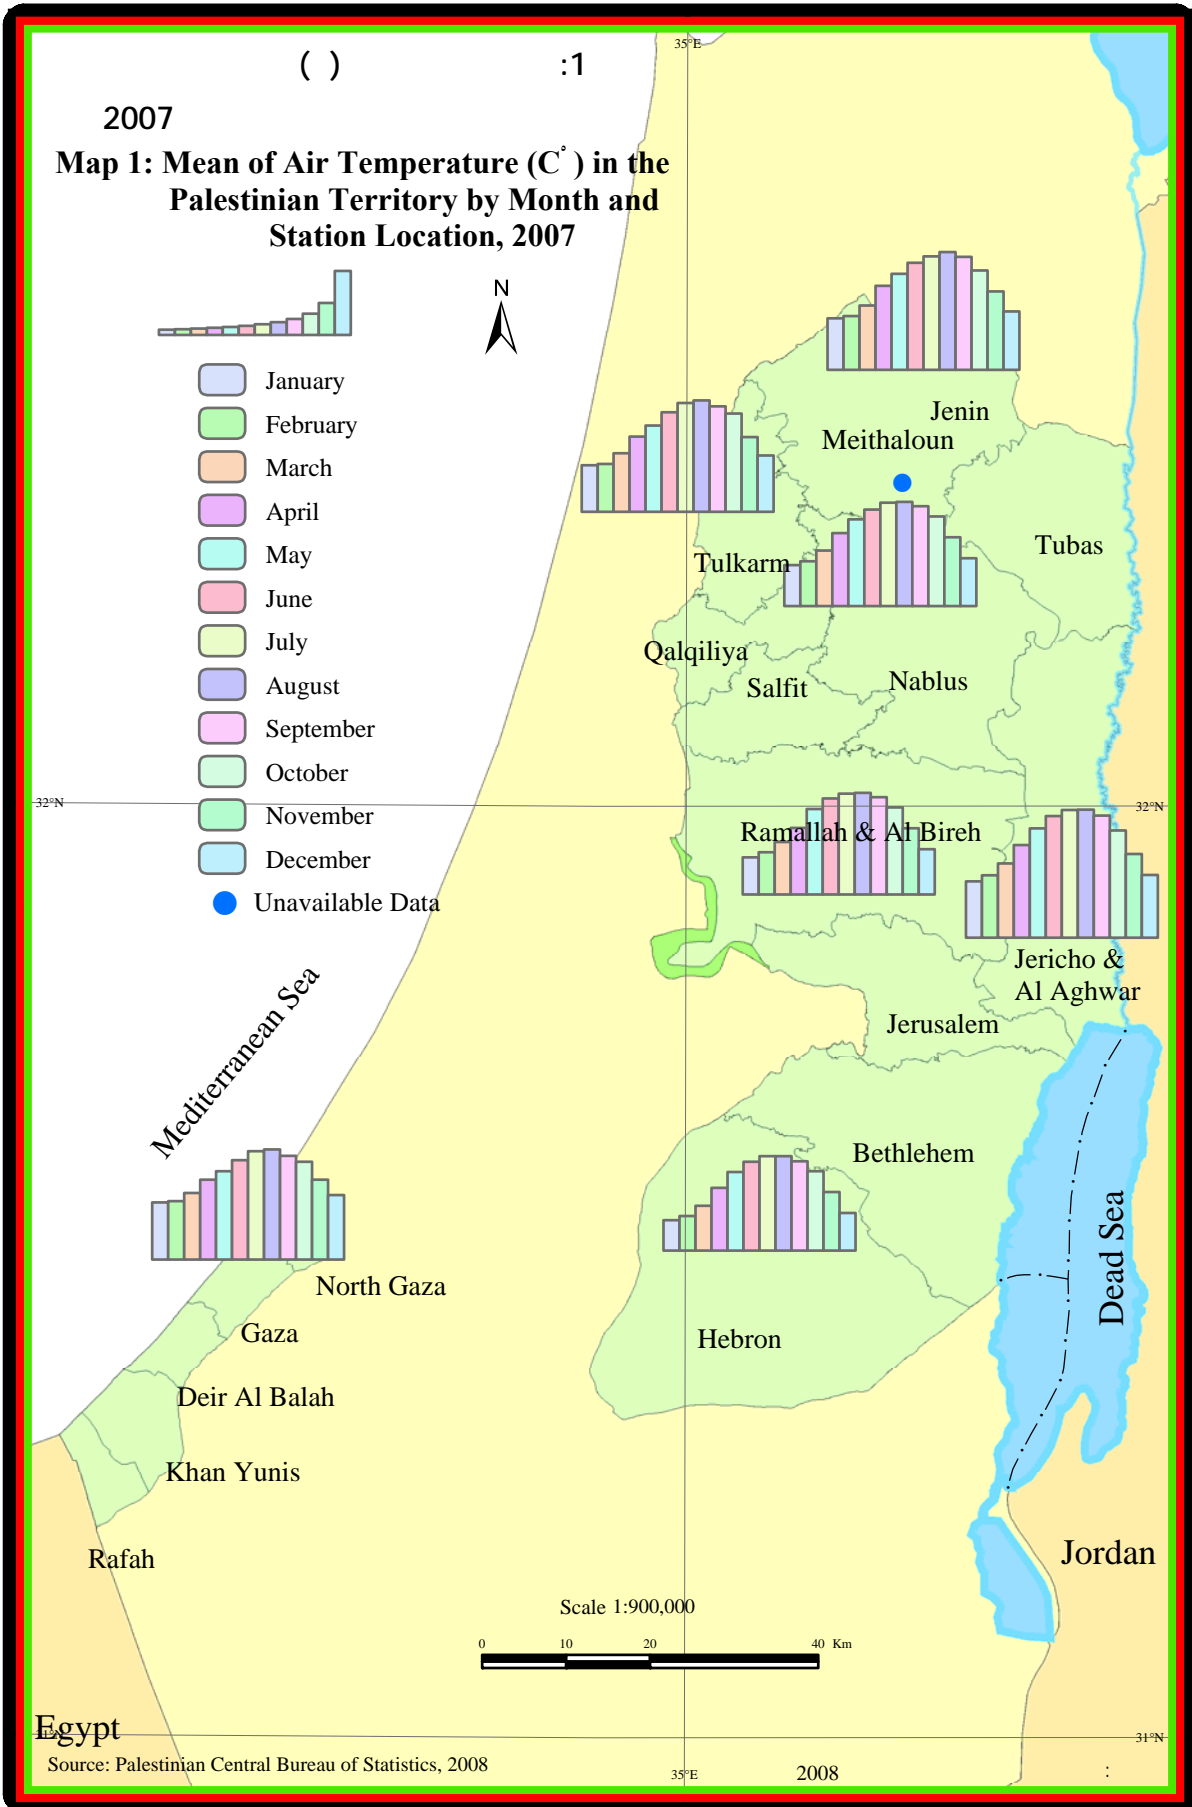 ( ) :1
2007
Map 1: Mean of Air Temperature (C° ) in the
Palestinian Territory by Month and
Station Location, 2007
N
January
February
March
April
May
June
July
August
September
October
November
December
Unavailable Data
35°E
Jenin
Meithaloun
Tubas
Tulkarm
Qalqiliya
Salfit
Nablus
32°N
32°N
Ramallah & Al Bireh
Jericho &
Al Aghwar
Jerusalem
Mediterranean Sea
Bethlehem
Dead Sea
Hebron
North Gaza
Gaza
Deir Al Balah
Khan Yunis
Rafah
Jordan
Scale 1:900,000
0 10 20 40 Km
Egypt
31°N
31°N
Source: Palestinian Central Bureau of Statistics, 2008
35°E
2008 :